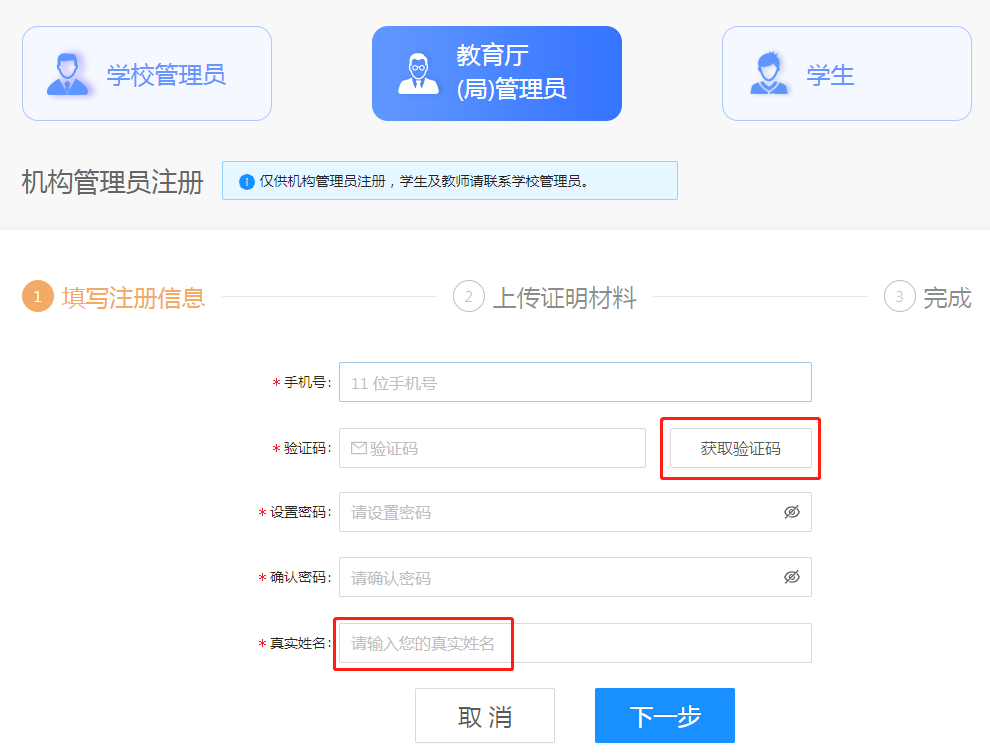 学校管理员
教育厅
(局)管理员
学生
机构管理员注册
仅供机构管理员注册，学生及教师请联系学校管理员。
1 填写注册信息
2 上传证明材料
3 完成
* 手机号: 11 位手机号
* 验证码: 验证码 获取验证码
* 设置密码: 请设置密码
* 确认密码: 请确认密码
* 真实姓名: 请输入您的真实姓名
取 消 下一步